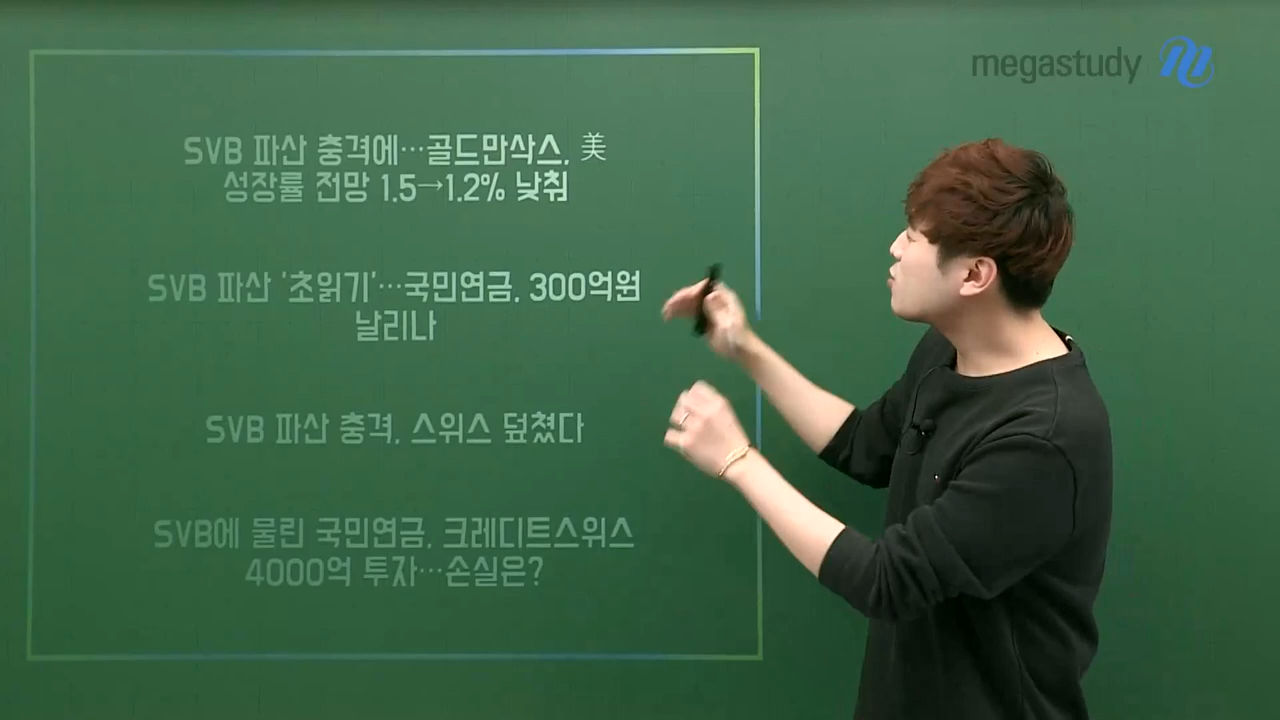 megastudy
SVB 파산 충격에…골드만삭스, 美
성장률 전망 1.5→1.2% 낮춰
SVB 파산 '초읽기'…국민연금, 300억원
날리나
SVB 파산 충격, 스위스 덮쳤다
SVB에 물린 국민연금, 크레디트스위스
4000억 투자…손실은?